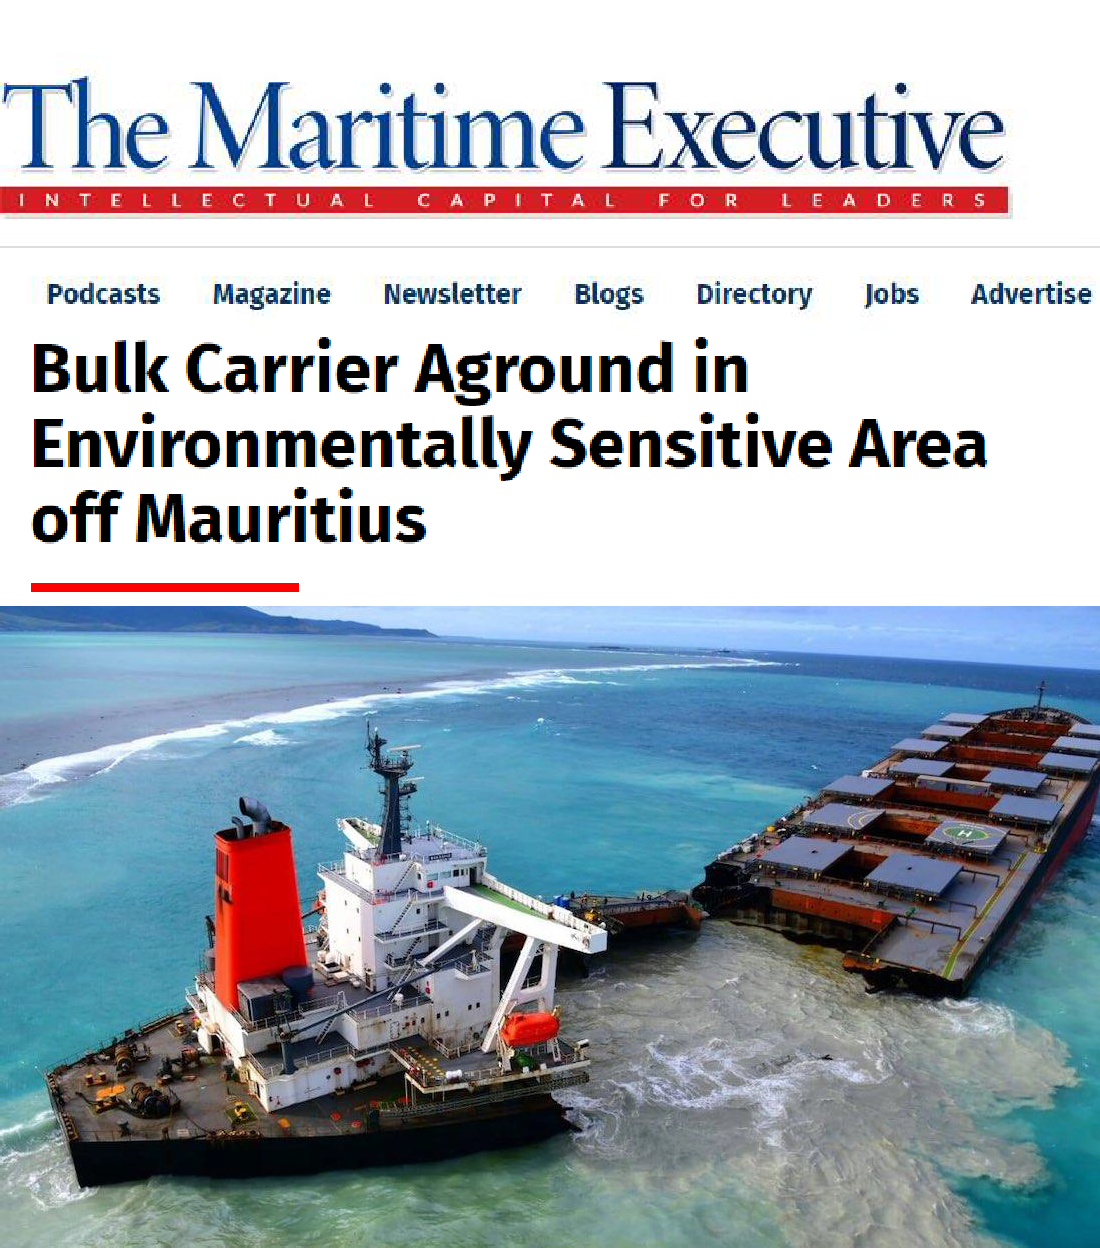 The Maritime Executive
INTELLECTUAL CAPITAL FOR LEADERS
Podcasts Magazine Newsletter Blogs Directory Jobs Advertise
Bulk Carrier Aground in
Environmentally Sensitive Area
off Mauritius
H